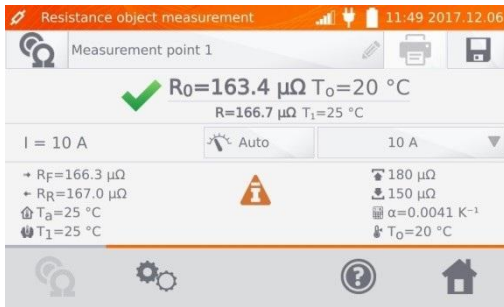 Resistance object measurement 11:49 2017.12.06
Measurement point 1
R0=163.4 μΩ To=20 °C
R=166.7 μΩ T1=25 °C
I = 10 A Auto 10 A
RF=166.3 μΩ 180 μΩ
RR=167.0 μΩ 150 μΩ
Ta=25 °C α=0.0041 K⁻¹
T1=25 °C To=20 °C